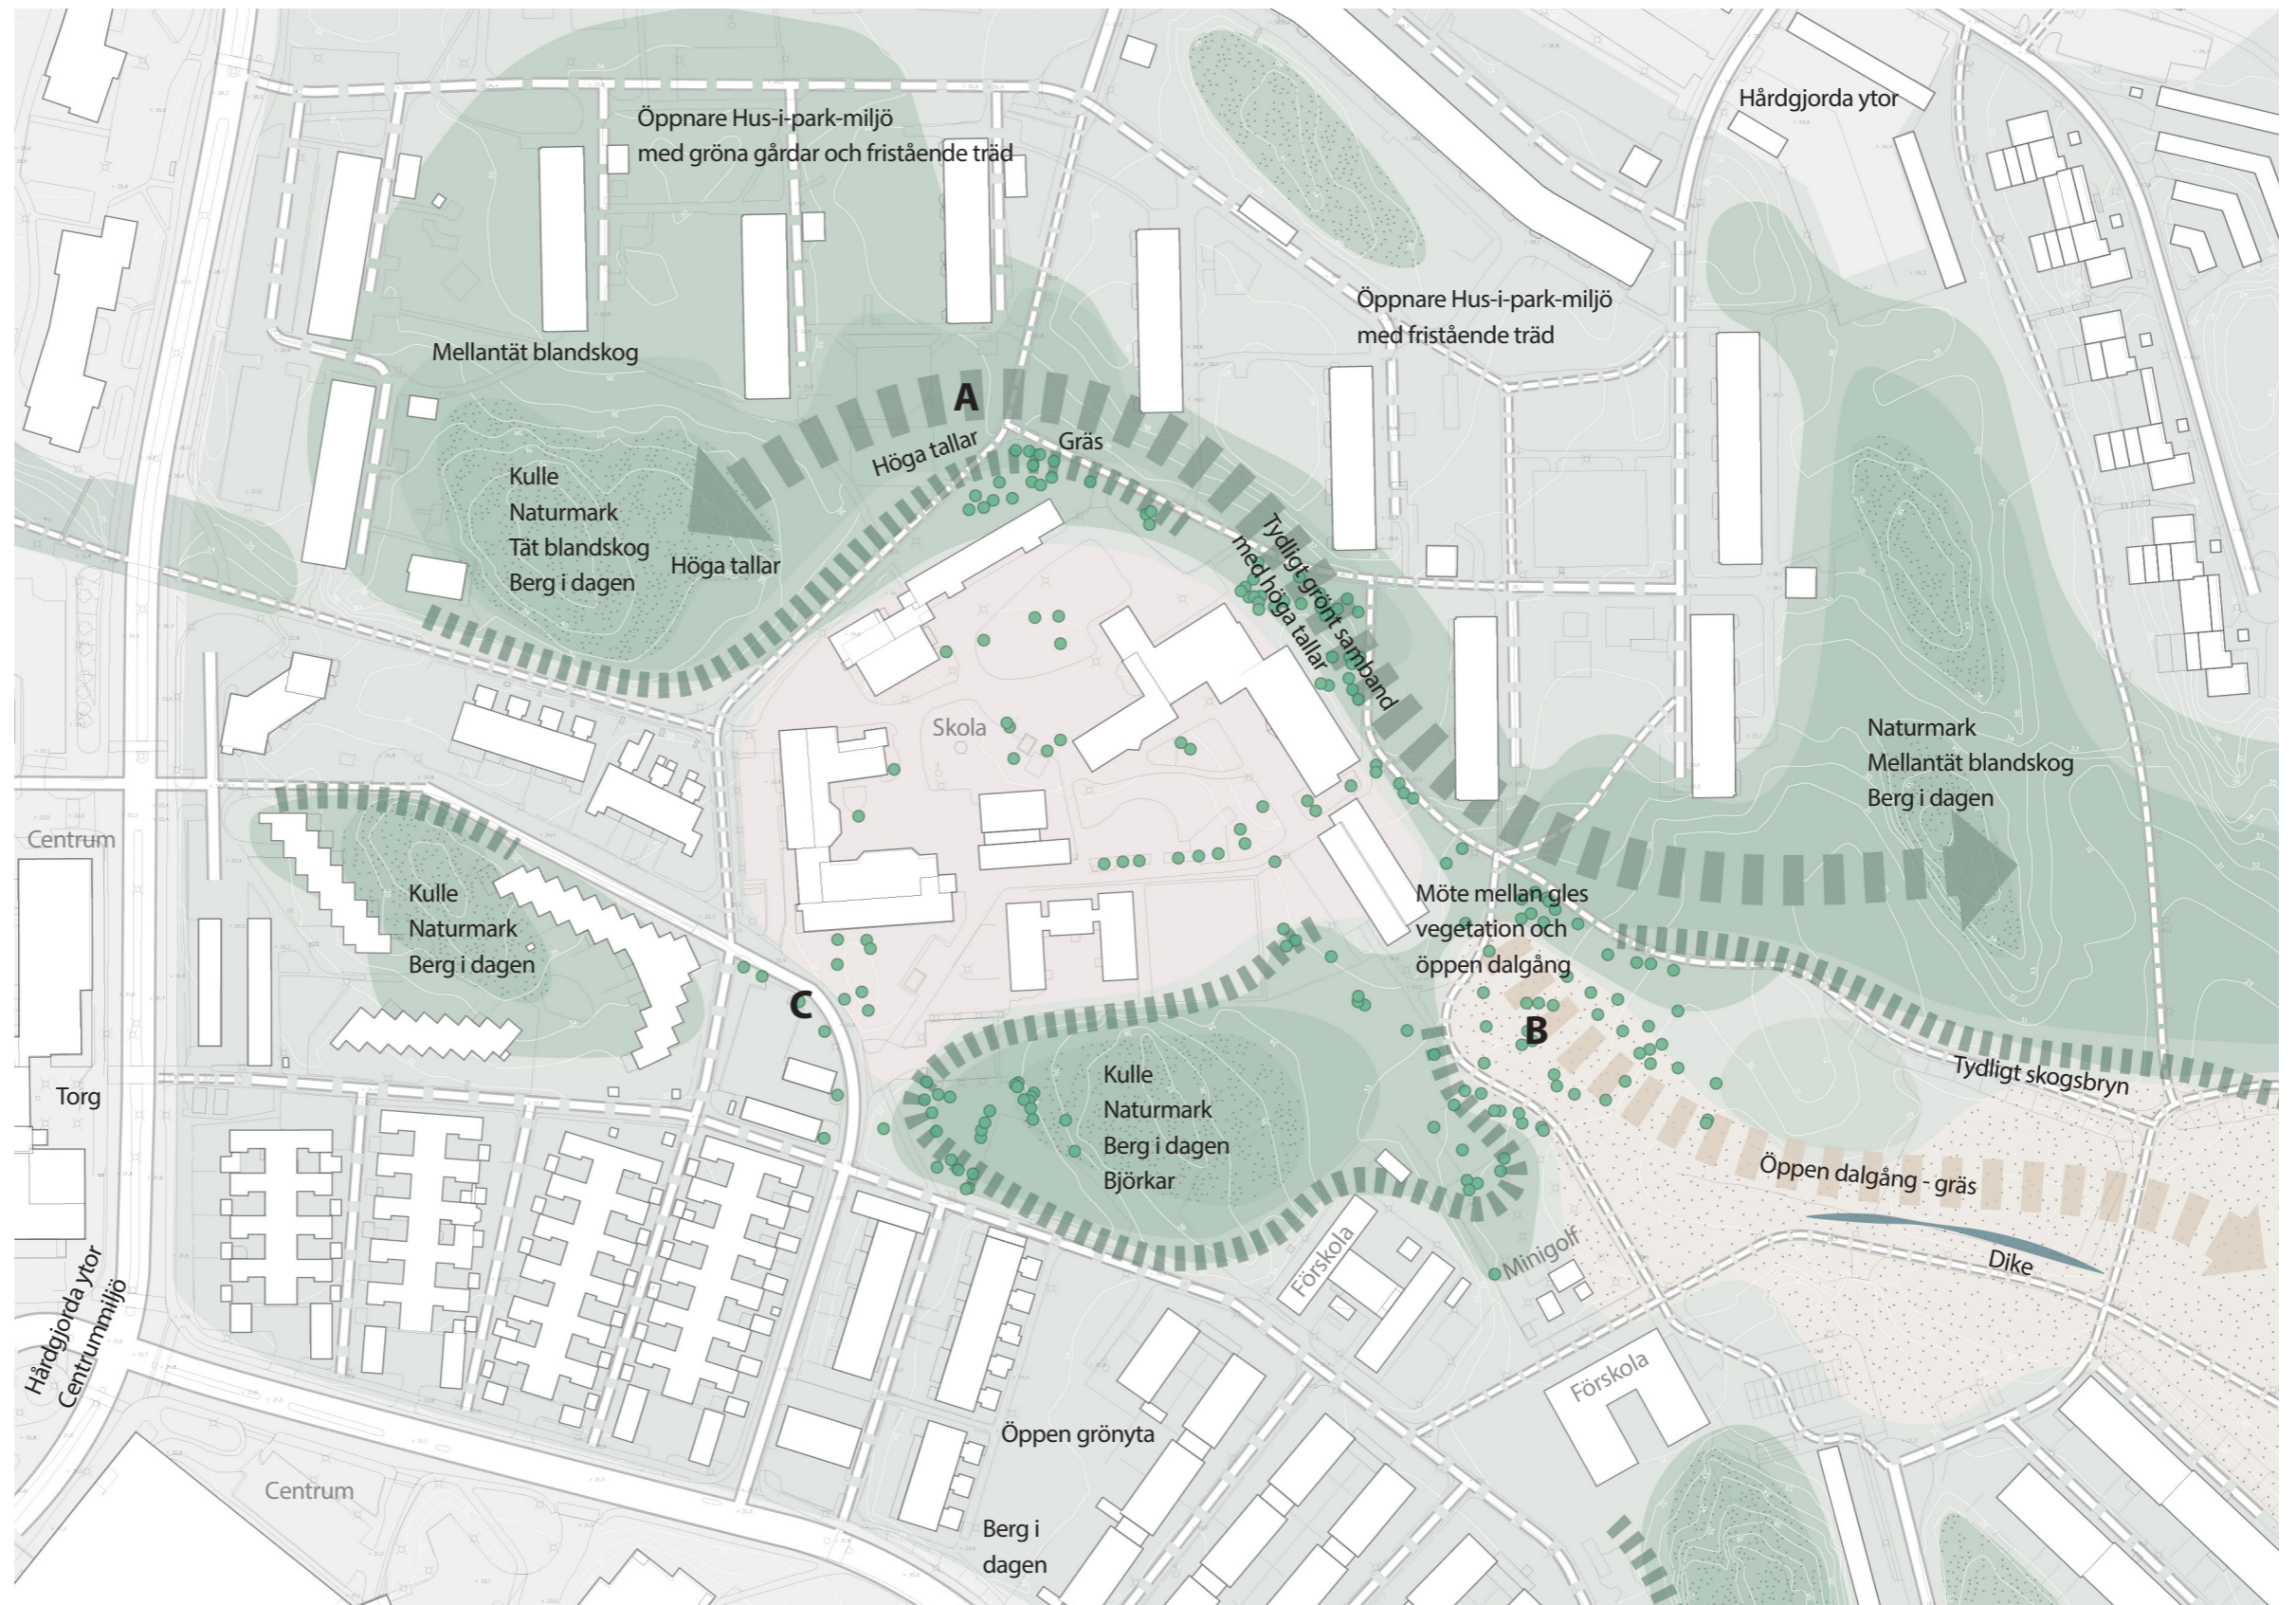 Hårdgjorda ytor
Öppnare Hus-i-park-miljö
med gröna gårdar och fristående träd
Öppnare Hus-i-park-miljö
med fristående träd
Mellantät blandskog
A
Höga tallar
Gräs
Kulle
Naturmark
Tät blandskog
Berg i dagen
Höga tallar
Tydligt grönt samband
med höga tallar
Skola
Naturmark
Mellantät blandskog
Berg i dagen
Centrum
Kulle
Naturmark
Berg i dagen
Möte mellan gles
vegetation och
öppen dalgång
C
B
Torg
Kulle
Naturmark
Berg i dagen
Björkar
Tydligt skogsbryn
Öppen dalgång - gräs
Dike
Förskola
Minigolf
Hårdgjorda ytor
Centrummiljö
Förskola
Öppen grönyta
Centrum
Berg i
dagen